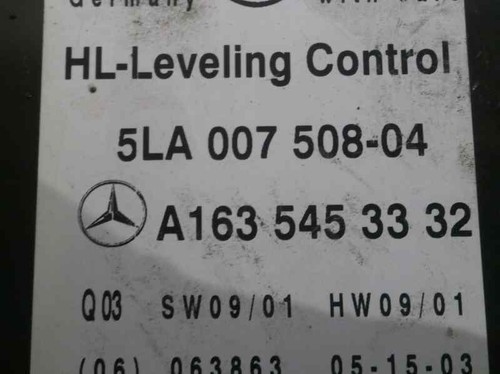 Germany
HL-Leveling Control
5LA 007 508-04
A163 545 33 32
Q03 SW09/01 HW09/01
(06) 063863 05-15-03